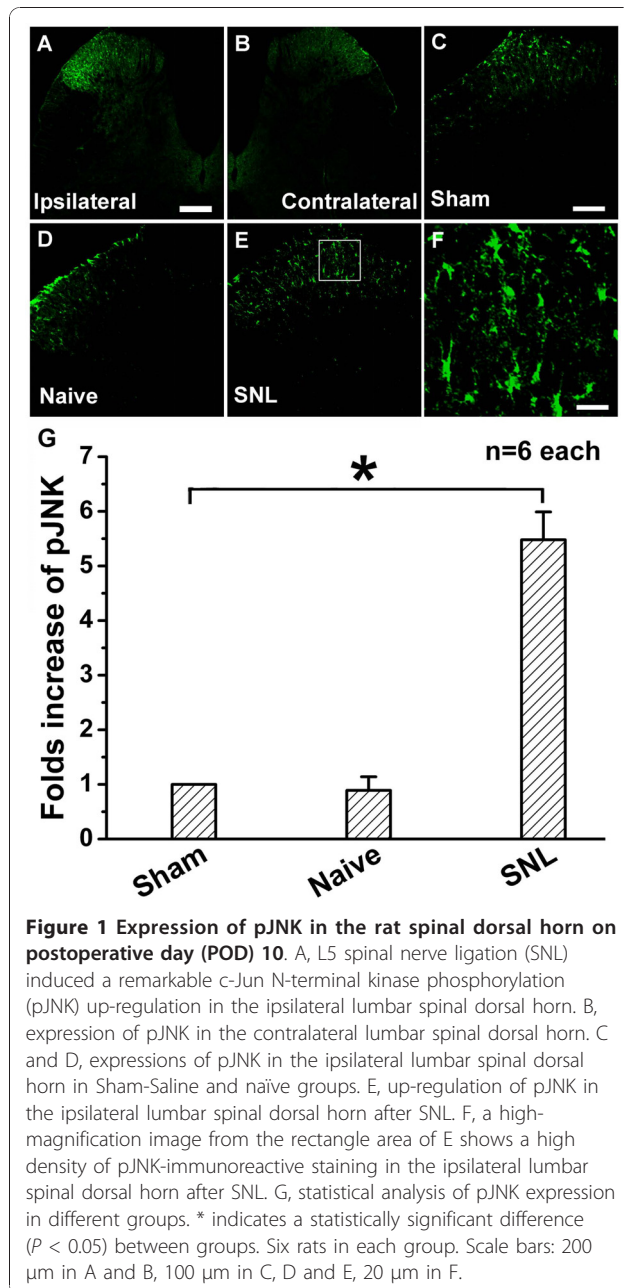 A
B
C
Ipsilateral
Contralateral
Sham
D
E
F
Naive
SNL
G
n=6 each
*
Folds increase of pJNK
7
6
5
4
3
2
1
0
Sham
Naive
SNL
Figure 1 Expression of pJNK in the rat spinal dorsal horn on
postoperative day (POD) 10. A, L5 spinal nerve ligation (SNL)
induced a remarkable c-Jun N-terminal kinase phosphorylation
(pJNK) up-regulation in the ipsilateral lumbar spinal dorsal horn. B,
expression of pJNK in the contralateral lumbar spinal dorsal horn. C
and D, expressions of pJNK in the ipsilateral lumbar spinal dorsal
horn in Sham-Saline and naïve groups. E, up-regulation of pJNK in
the ipsilateral lumbar spinal dorsal horn after SNL. F, a high-
magnification image from the rectangle area of E shows a high
density of pJNK-immunoreactive staining in the ipsilateral lumbar
spinal dorsal horn after SNL. G, statistical analysis of pJNK expression
in different groups. * indicates a statistically significant difference
(P < 0.05) between groups. Six rats in each group. Scale bars: 200
μm in A and B, 100 μm in C, D and E, 20 μm in F.